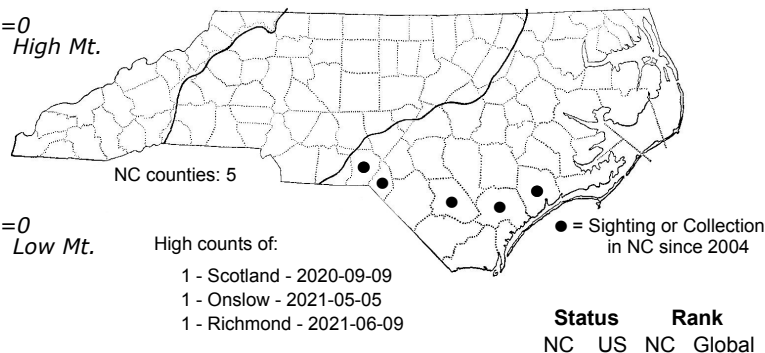 =0
High Mt.
NC counties: 5
=0
Low Mt.
High counts of:
1 - Scotland - 2020-09-09
1 - Onslow - 2021-05-05
1 - Richmond - 2021-06-09
● = Sighting or Collection
in NC since 2004
Status Rank
NC US NC Global